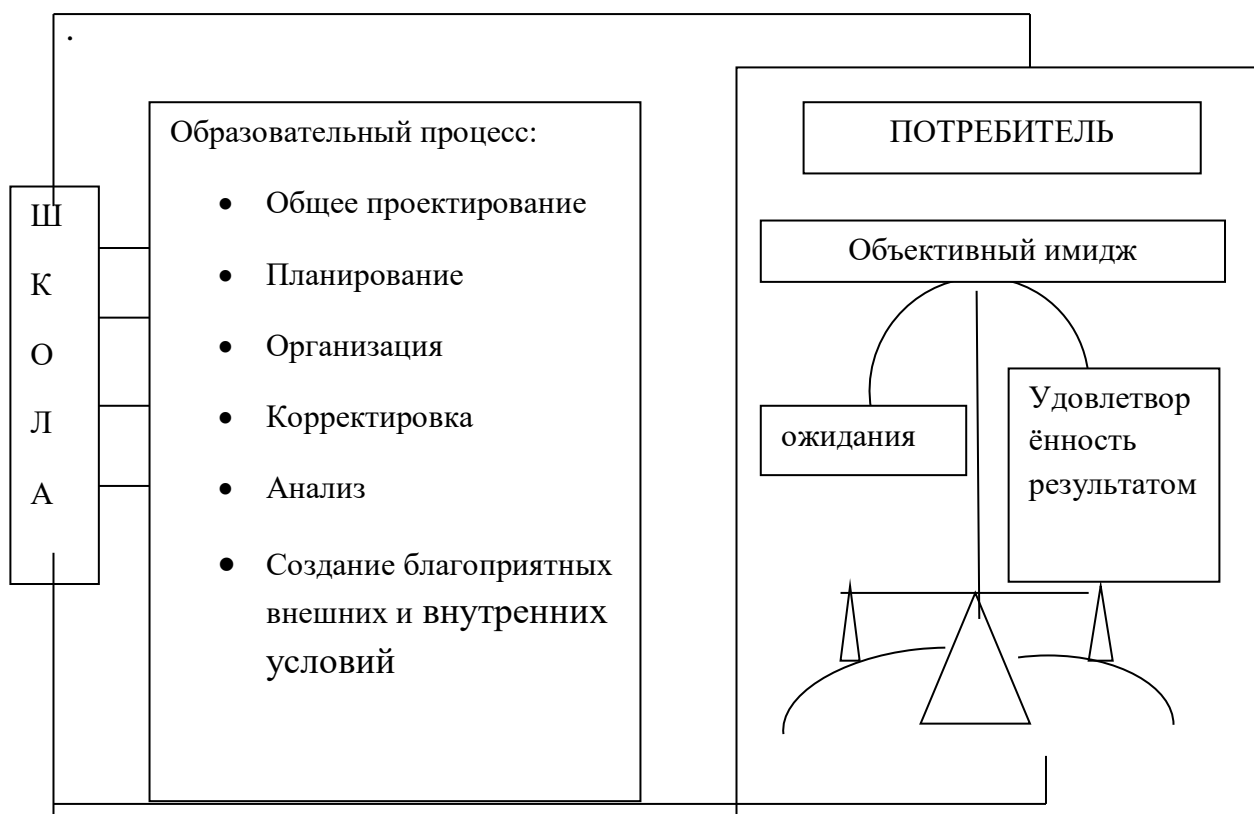 .
Ш
К
О
Л
А
Образовательный процесс:
• Общее проектирование
• Планирование
• Организация
• Корректировка
• Анализ
• Создание благоприятных
внешних и внутренних
условий
ПОТРЕБИТЕЛЬ
Объективный имидж
ожидания
Удовлетвор
ённость
результатом